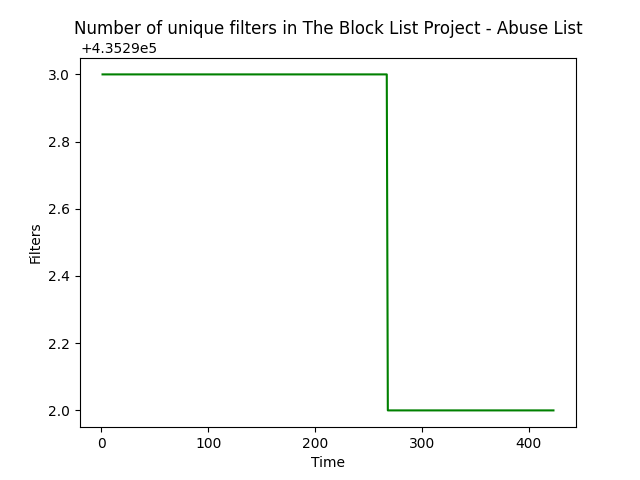 Number of unique filters in The Block List Project - Abuse List
+4.3529e5
3.0
2.8
2.6
2.4
2.2
2.0
Filters
0 100 200 300 400
Time